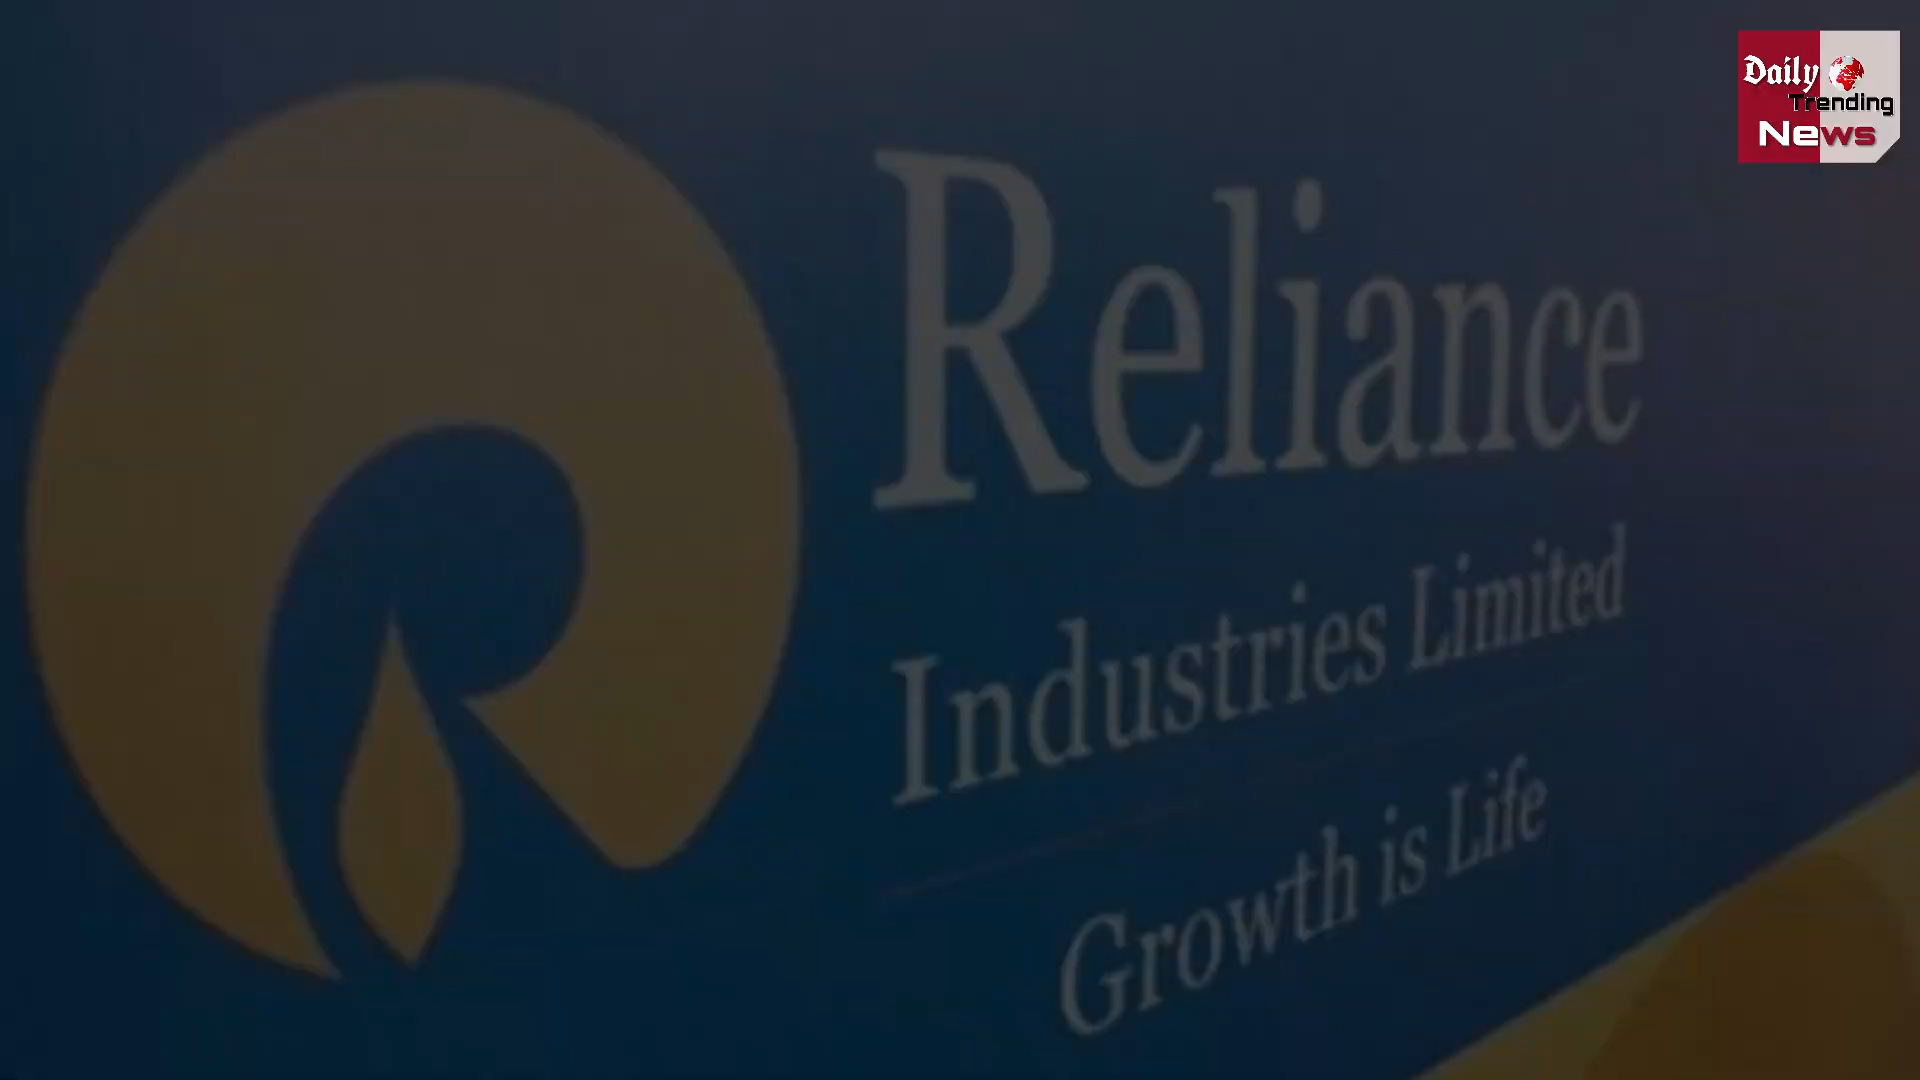 Daily
Trending
News
Reliance
Industries Limited
Growth is Life